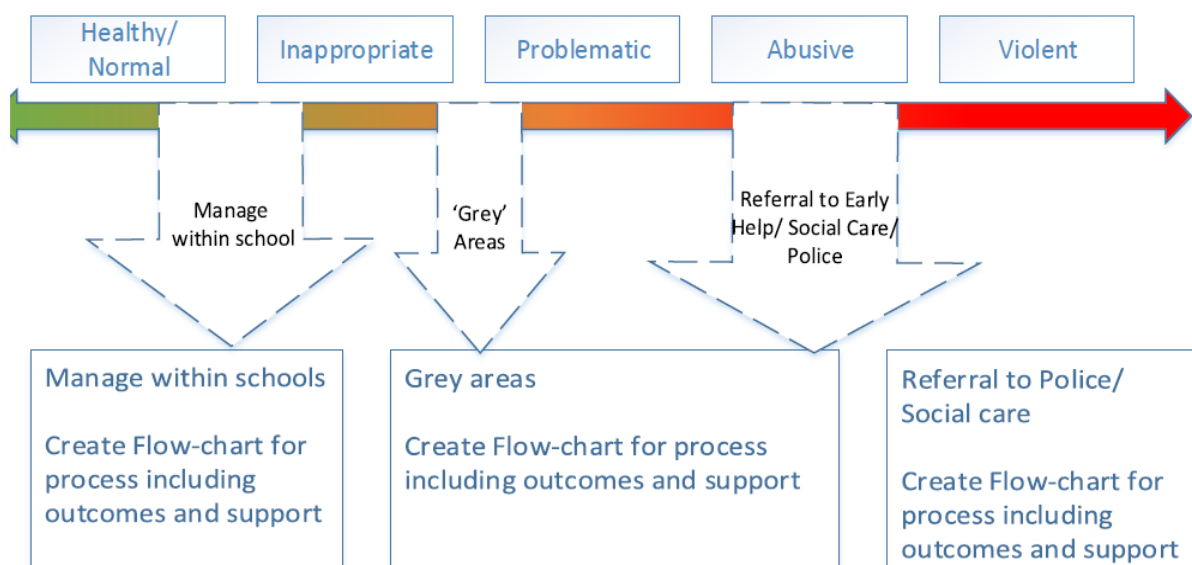 Healthy/
Normal
Inappropriate
Problematic
Abusive
Violent
Manage
within school
‘Grey’
Areas
Referral to Early
Help/ Social Care/
Police
Manage within schools
Create Flow-chart for
process including
outcomes and support
Grey areas
Create Flow-chart for process
including outcomes and support
Referral to Police/
Social care
Create Flow-chart for
process including
outcomes and support